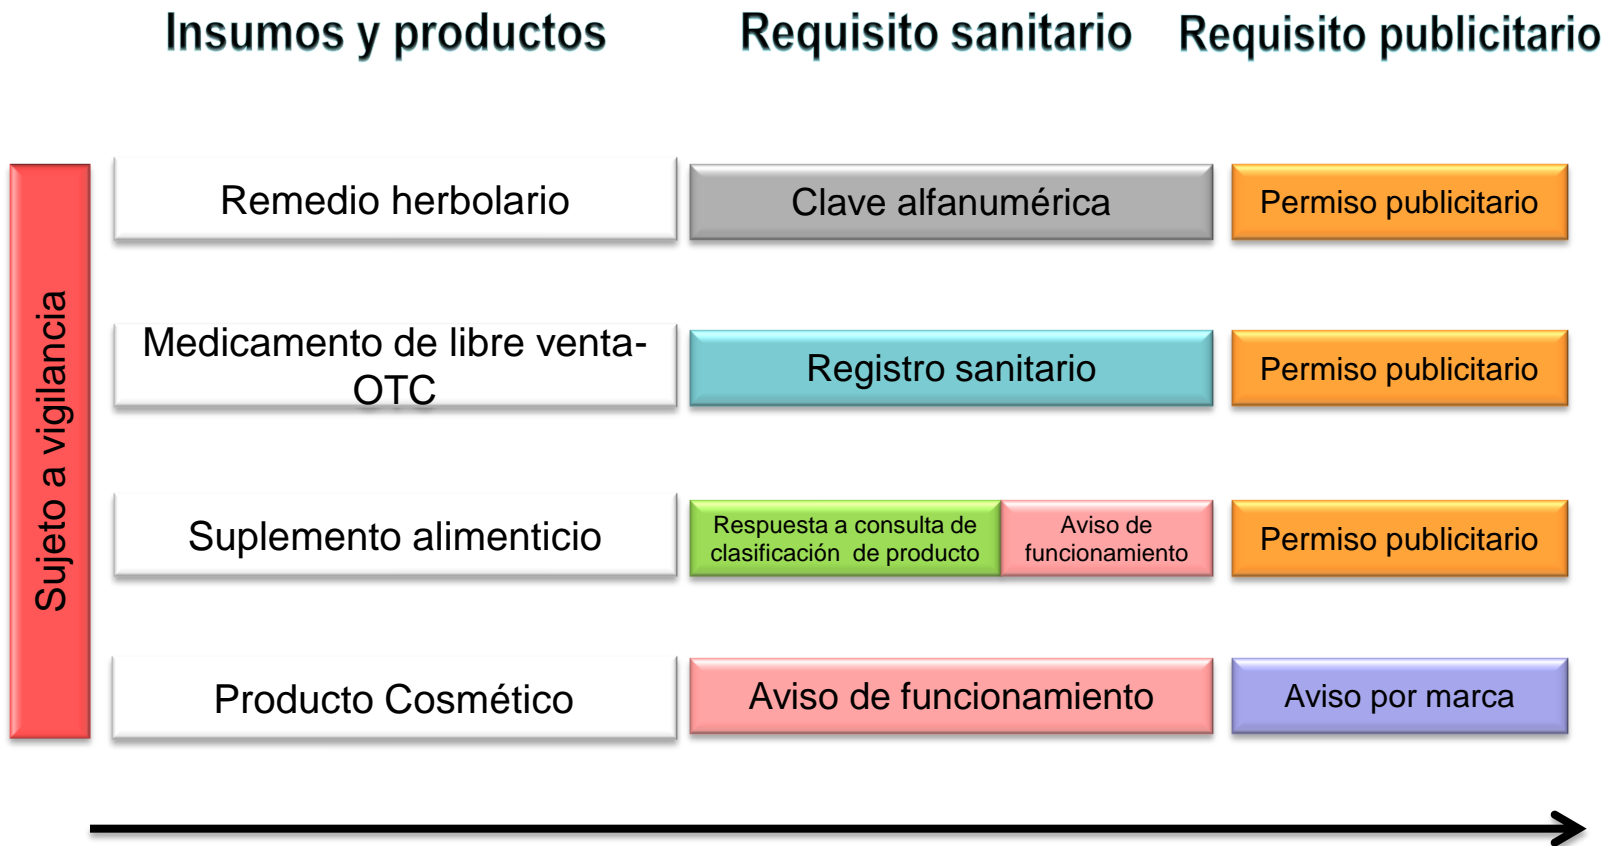 Insumos y productos
Requisito sanitario
Requisito publicitario
Sujeto a vigilancia
Remedio herbolario
Clave alfanumérica
Permiso publicitario
Medicamento de libre venta-
OTC
Registro sanitario
Permiso publicitario
Suplemento alimenticio
Respuesta a consulta de
clasificación de producto
Aviso de
funcionamiento
Permiso publicitario
Producto Cosmético
Aviso de funcionamiento
Aviso por marca